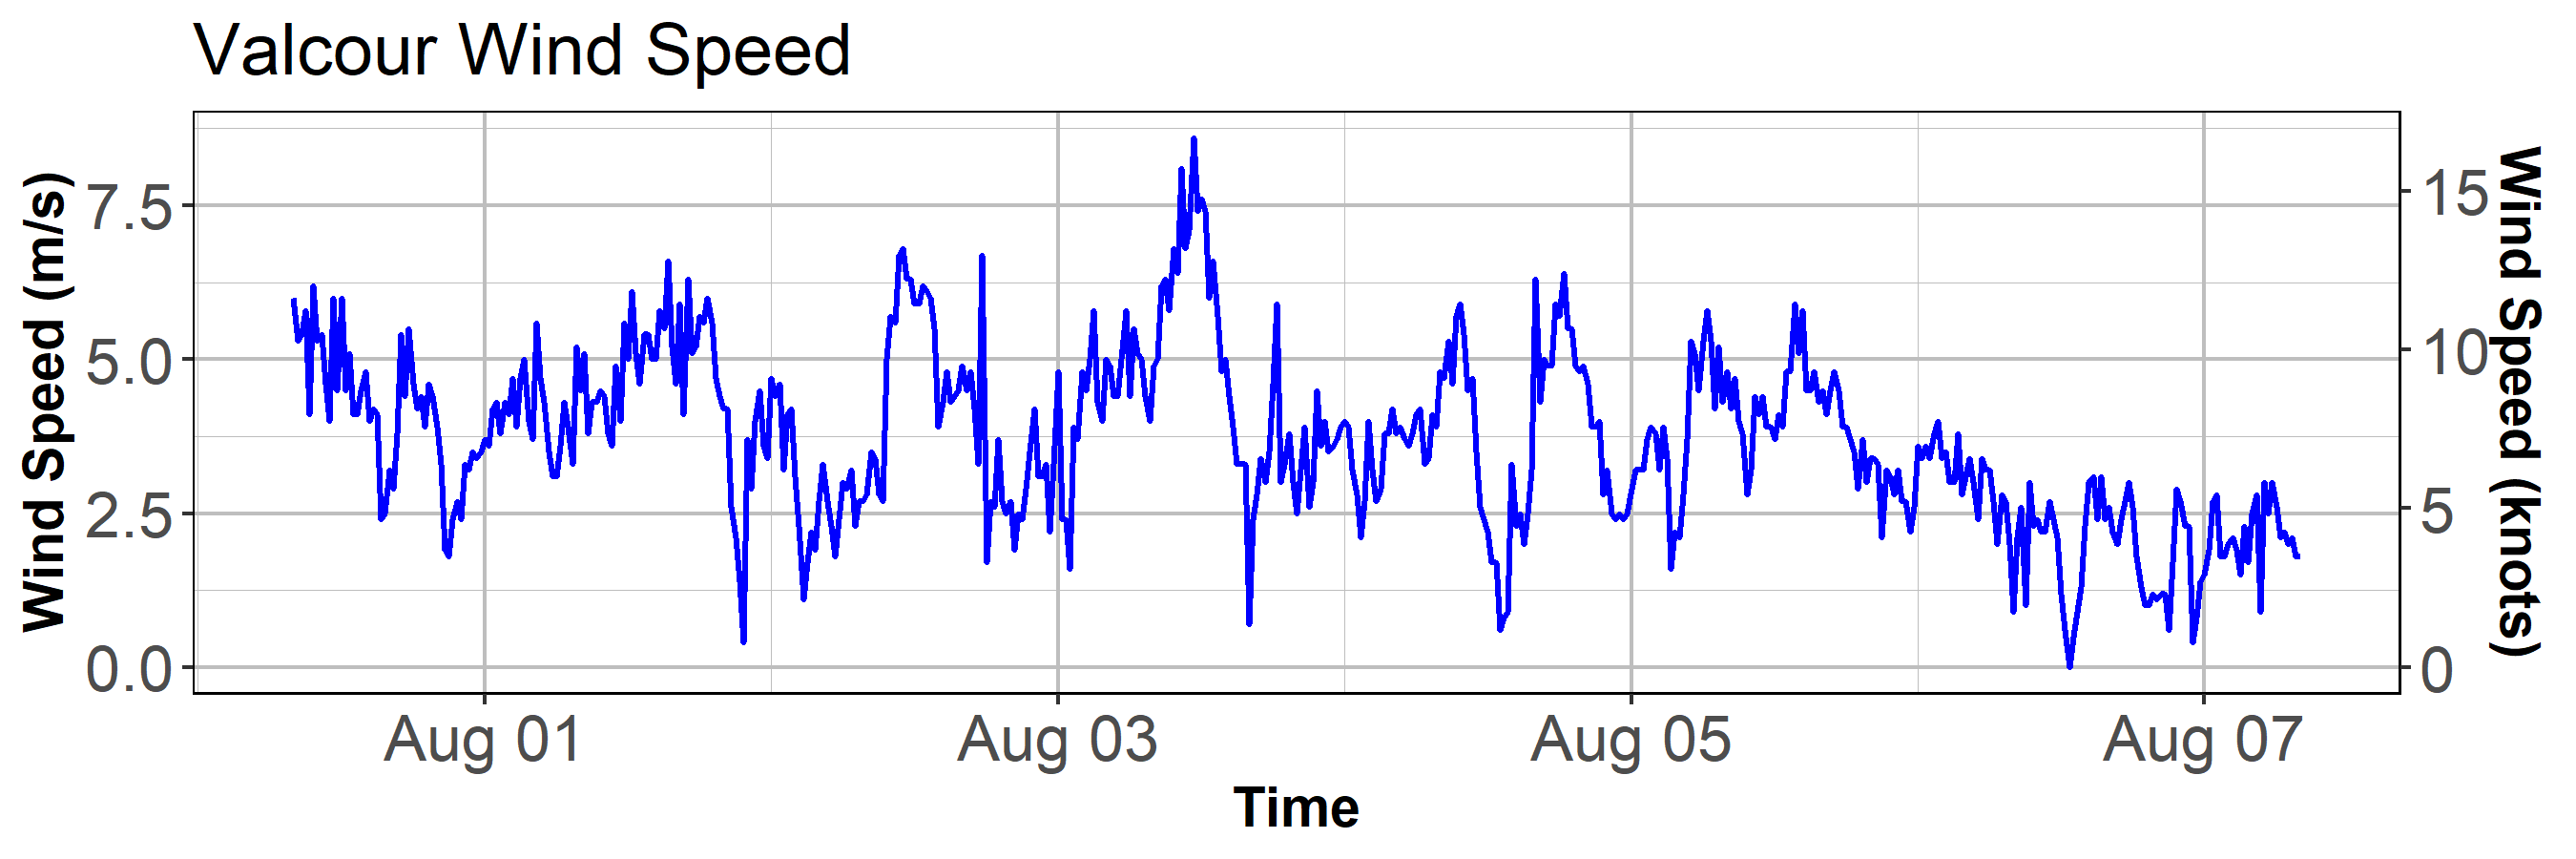 Valcour Wind Speed
Wind Speed (m/s)
7.5
5.0
2.5
0.0
15
10
5
0
Wind Speed (knots)
Aug 01 Aug 03 Aug 05 Aug 07
Time